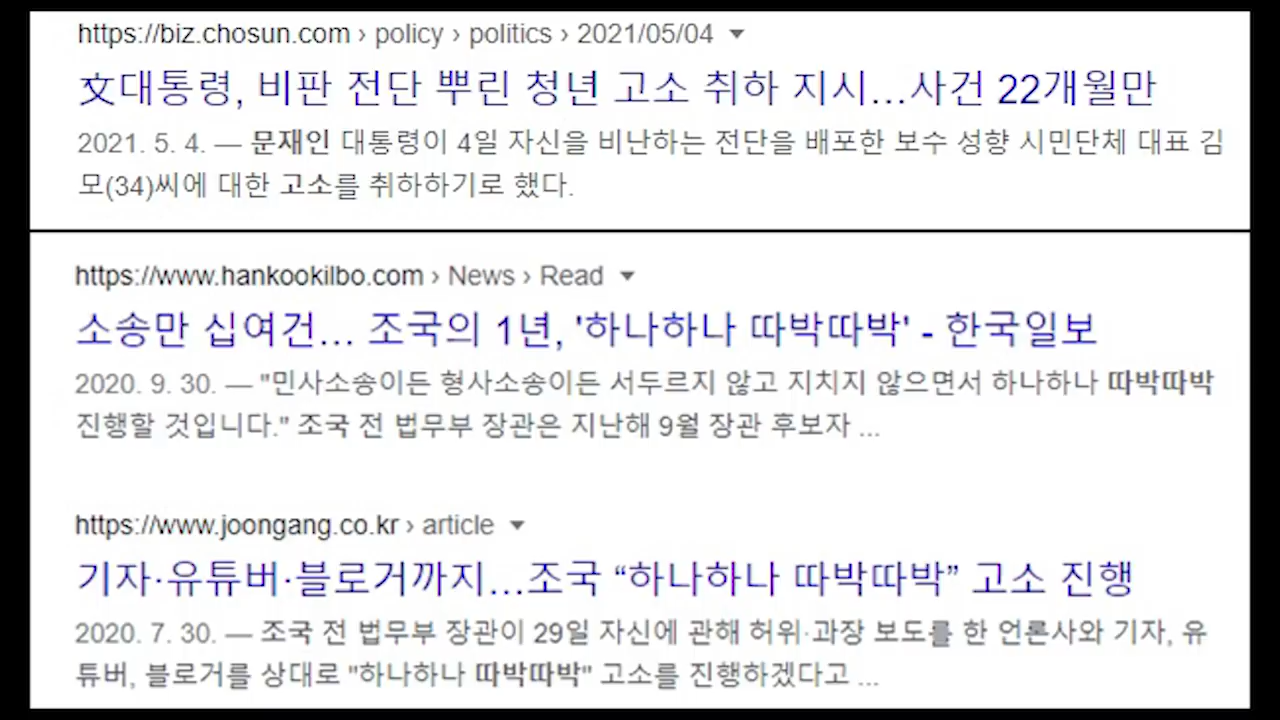 https://biz.chosun.com › policy › politics › 2021/05/04
文대통령, 비판 전단 뿌린 청년 고소 취하 지시…사건 22개월만
2021. 5. 4. — 문재인 대통령이 4일 자신을 비난하는 전단을 배포한 보수 성향 시민단체 대표 김
모(34)씨에 대한 고소를 취하하기로 했다.
https://www.hankookilbo.com › News › Read
소송만 십여건... 조국의 1년, '하나하나 따박따박' - 한국일보
2020. 9. 30. — "민사소송이든 형사소송이든 서두르지 않고 지치지 않으면서 하나하나 따박따박
진행할 것입니다." 조국 전 법무부 장관은 지난해 9월 장관 후보자 ...
https://www.joongang.co.kr › article
기자·유튜버·블로거까지…조국 “하나하나 따박따박” 고소 진행
2020. 7. 30. — 조국 전 법무부 장관이 29일 자신에 관해 허위·과장 보도를 한 언론사와 기자, 유
튜버, 블로거를 상대로 "하나하나 따박따박" 고소를 진행하겠다고 ...